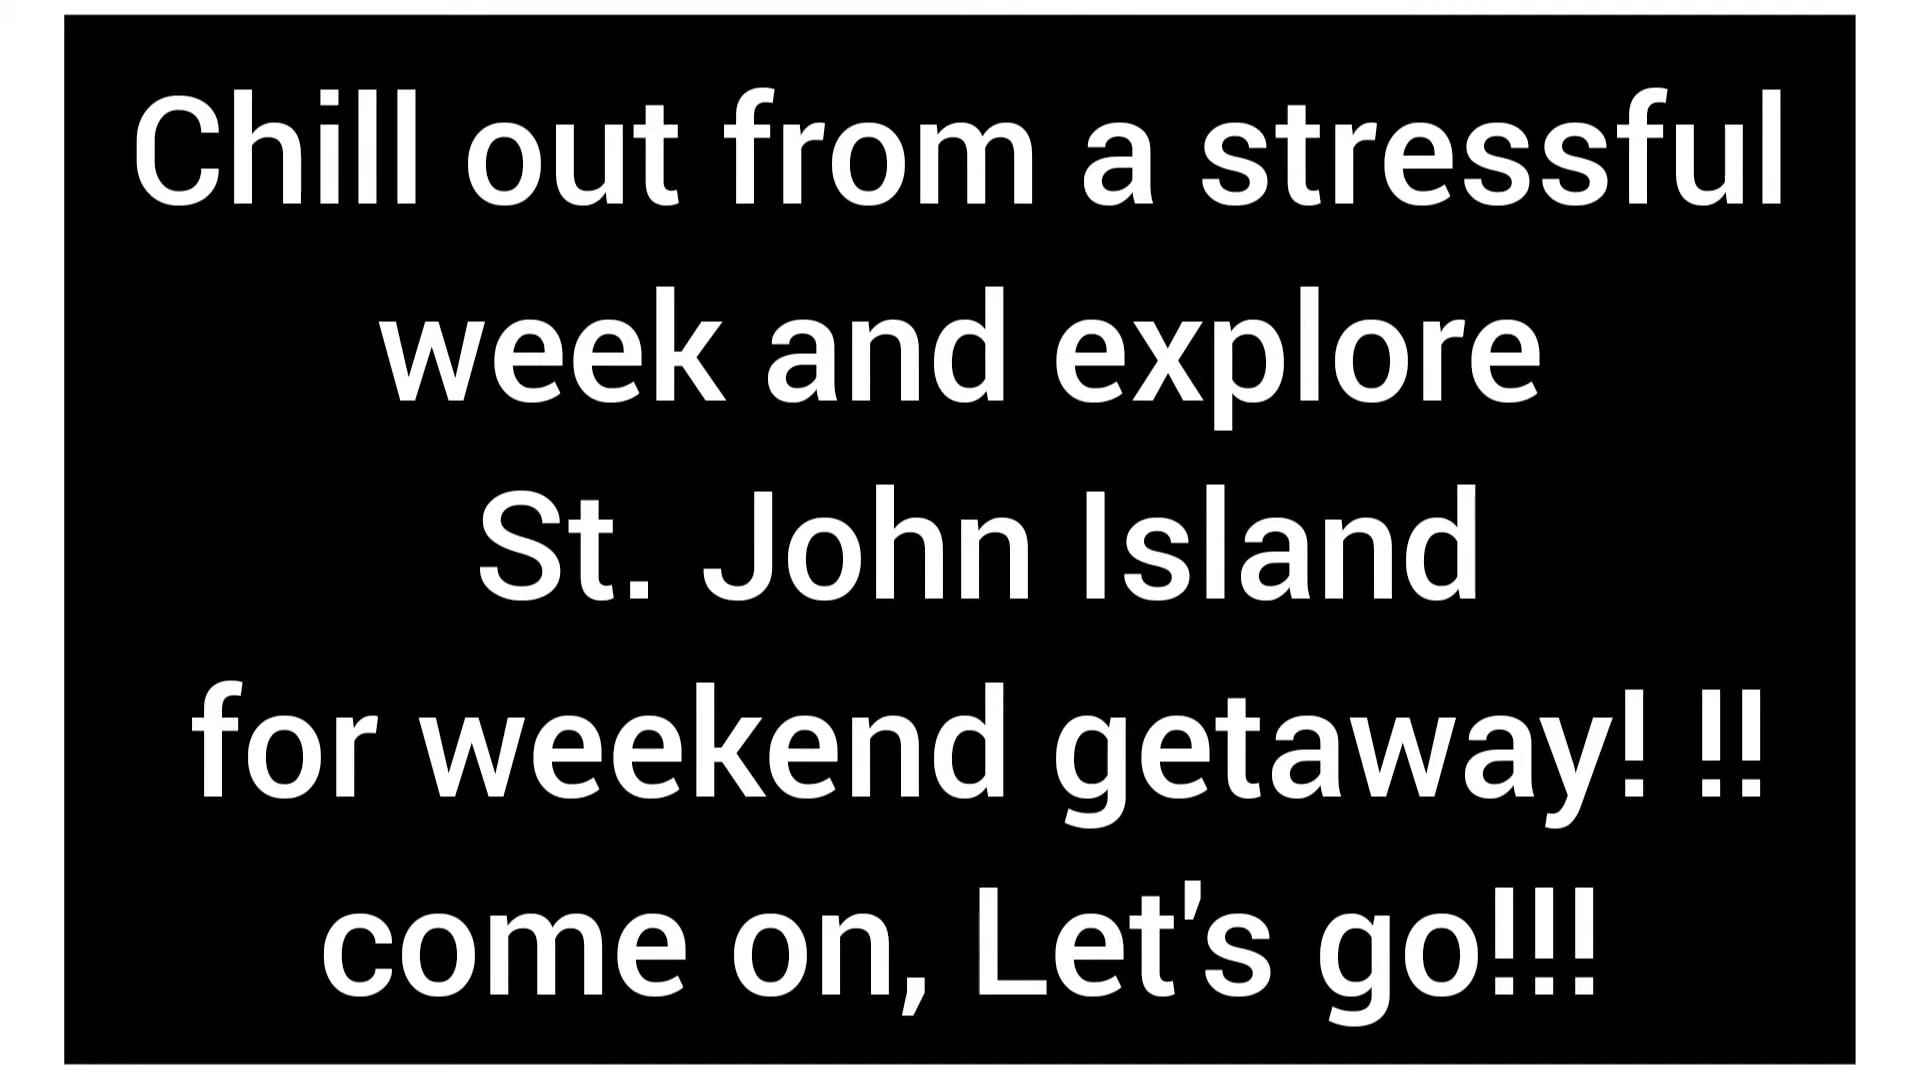 Chill out from a stressful
week and explore
St. John Island
for weekend getaway! !!
come on, Let's go!!!